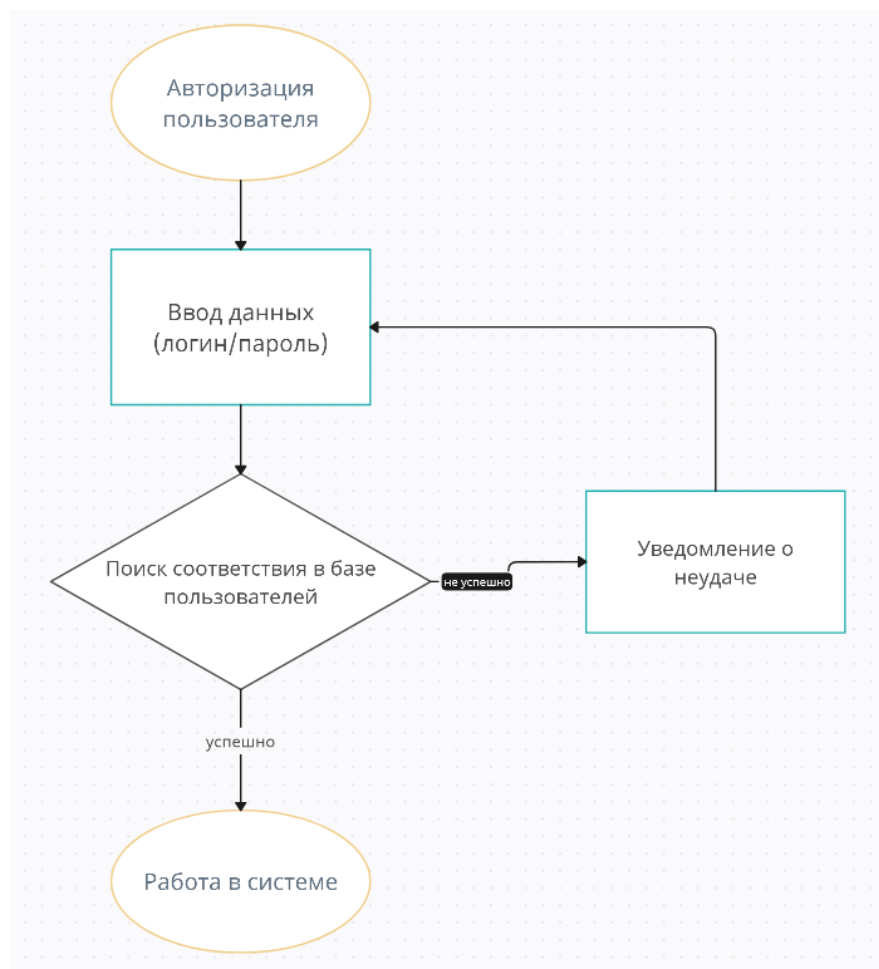 Авторизация
пользователя
Ввод данных
(логин/пароль)
Поиск соответствия в базе
пользователей
не успешно
Уведомление о
неудаче
успешно
Работа в системе